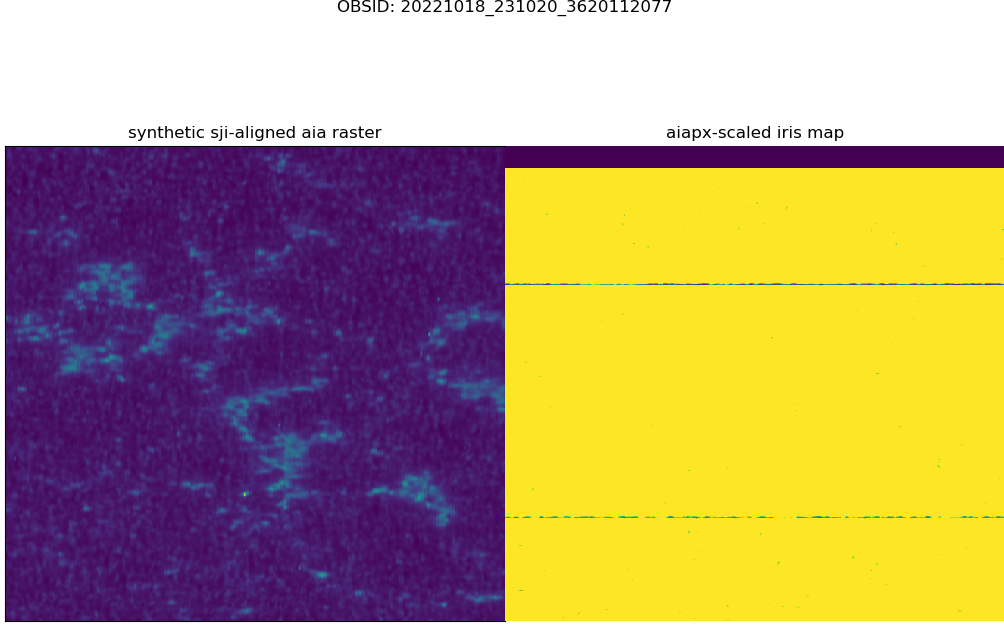 OBSID: 20221018_231020_3620112077
synthetic sji-aligned aia raster
aiapx-scaled iris map